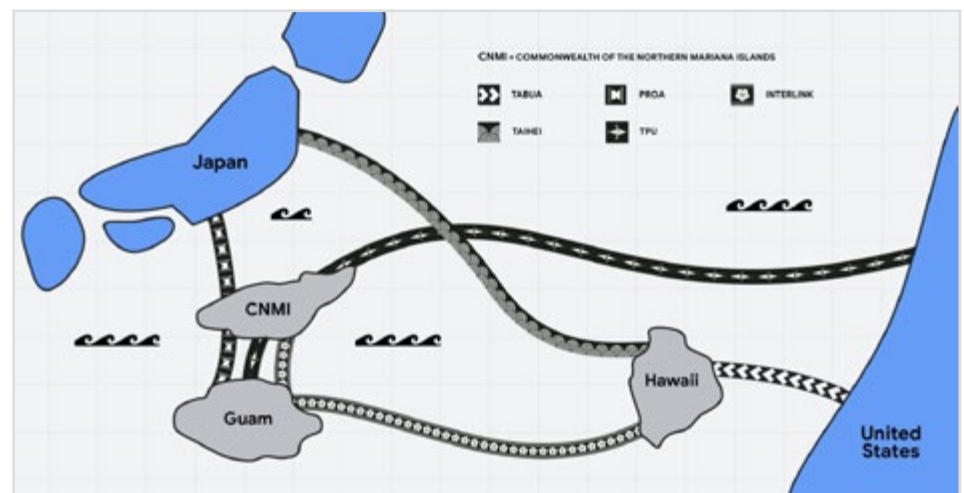 CNMI = COMMONWEALTH OF THE NORTHERN MARIANA ISLANDS
TABUA
PROA
INTERLINK
TAIHEI
TPU
Japan
CNMI
Hawaii
Guam
United
States